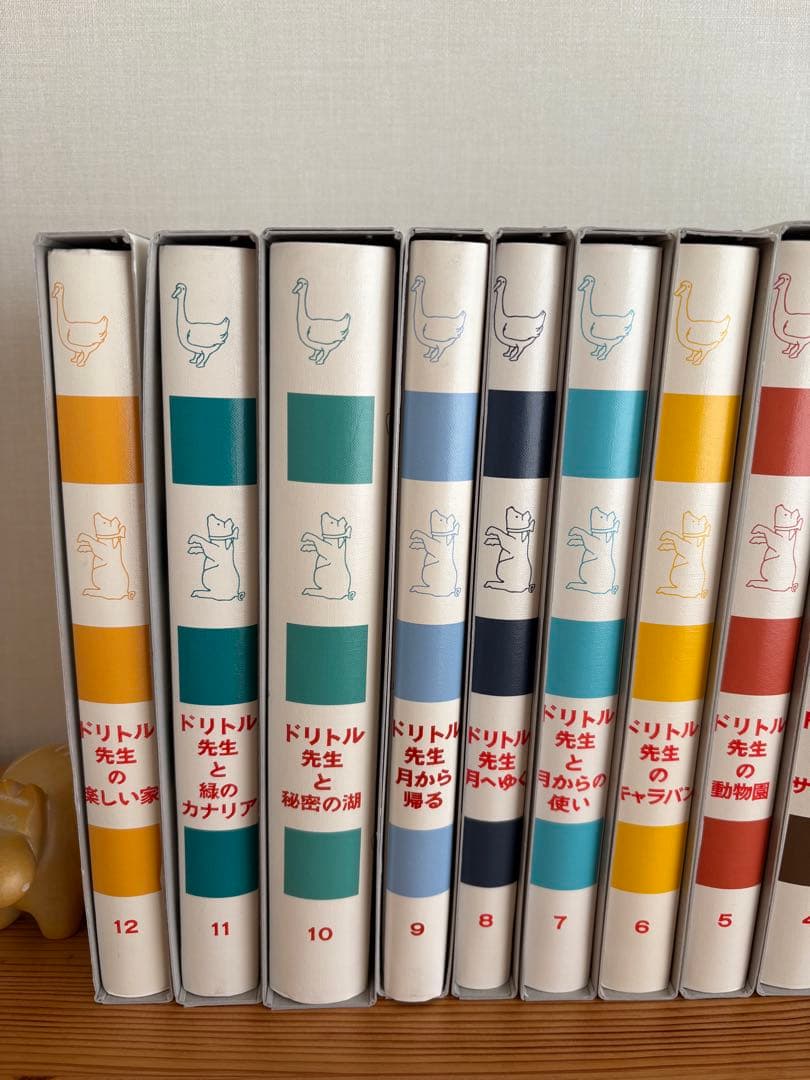 ドリトル
先生
の
楽しい家
12
ドリトル
先生
と
緑の
カナリア
11
ドリトル
先生
と
秘密の湖
10
ドリトル
先生
月から
帰る
9
ドリトル
先生
月へゆく
8
ドリトル
先生
と
月からの
使い
7
ドリトル
先生
の
キャラバン
6
ドリトル
先生
の
動物園
5
サ
4